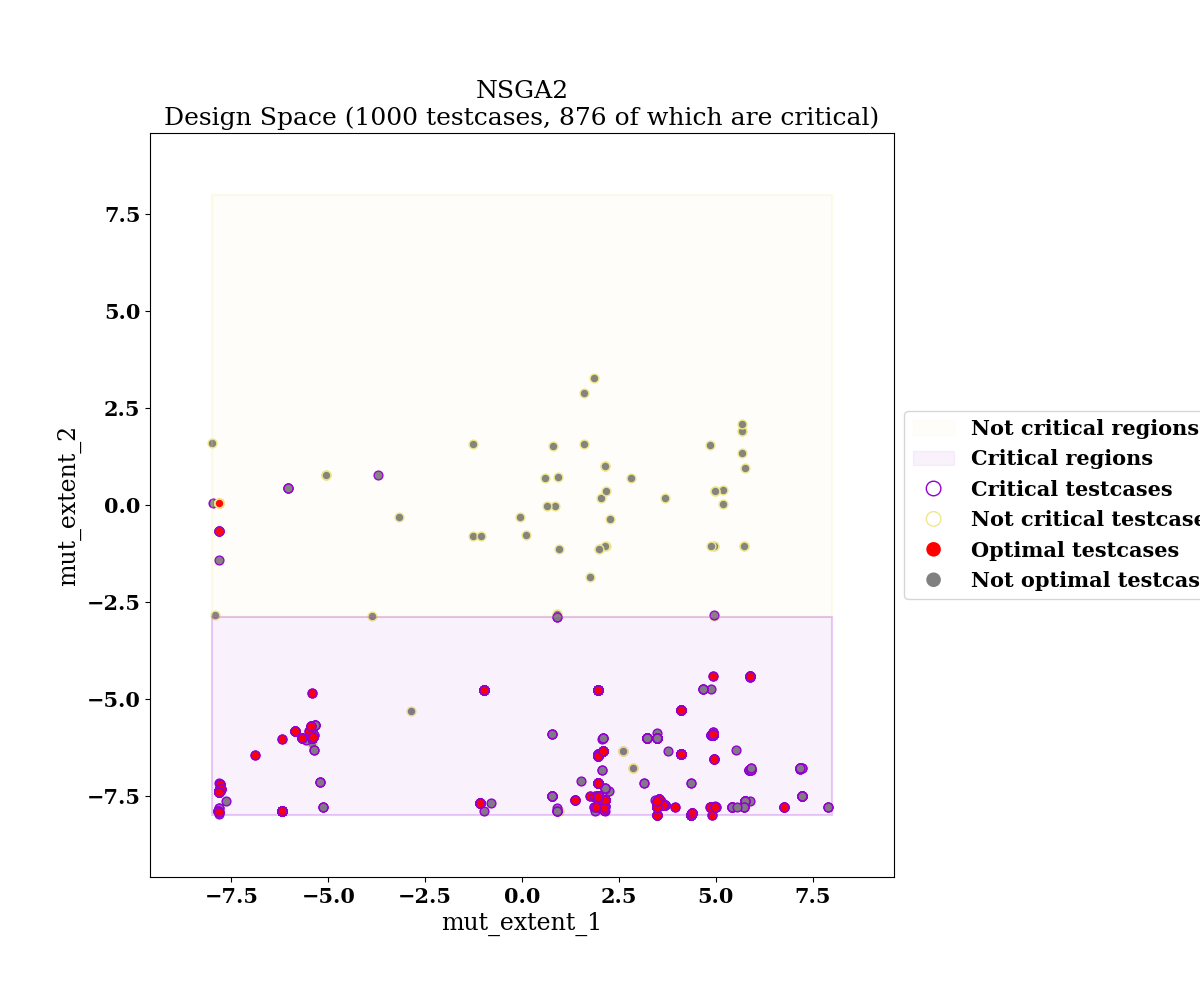 NSGA2
Design Space (1000 testcases, 876 of which are critical)
7.5
5.0
2.5
0.0
−2.5
−5.0
−7.5
mut_extent_2
−7.5 −5.0 −2.5 0.0 2.5 5.0 7.5
mut_extent_1
Not critical regions
Critical regions
Critical testcases
Not critical testcase
Optimal testcases
Not optimal testcas